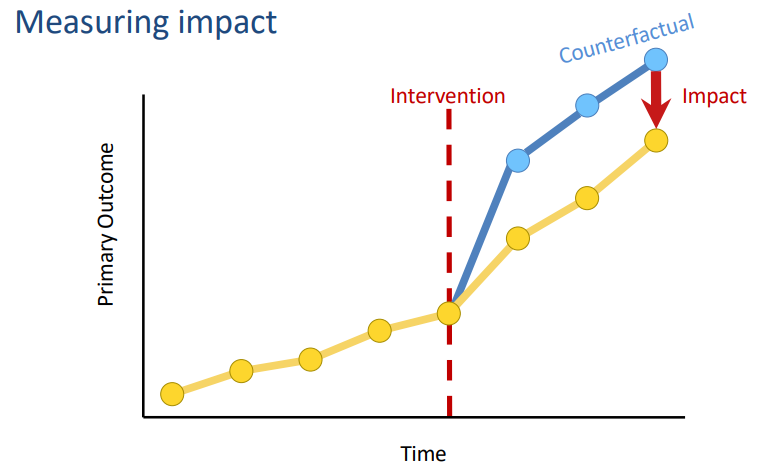 Measuring impact
Counterfactual
Intervention
Impact
Primary Outcome
Time